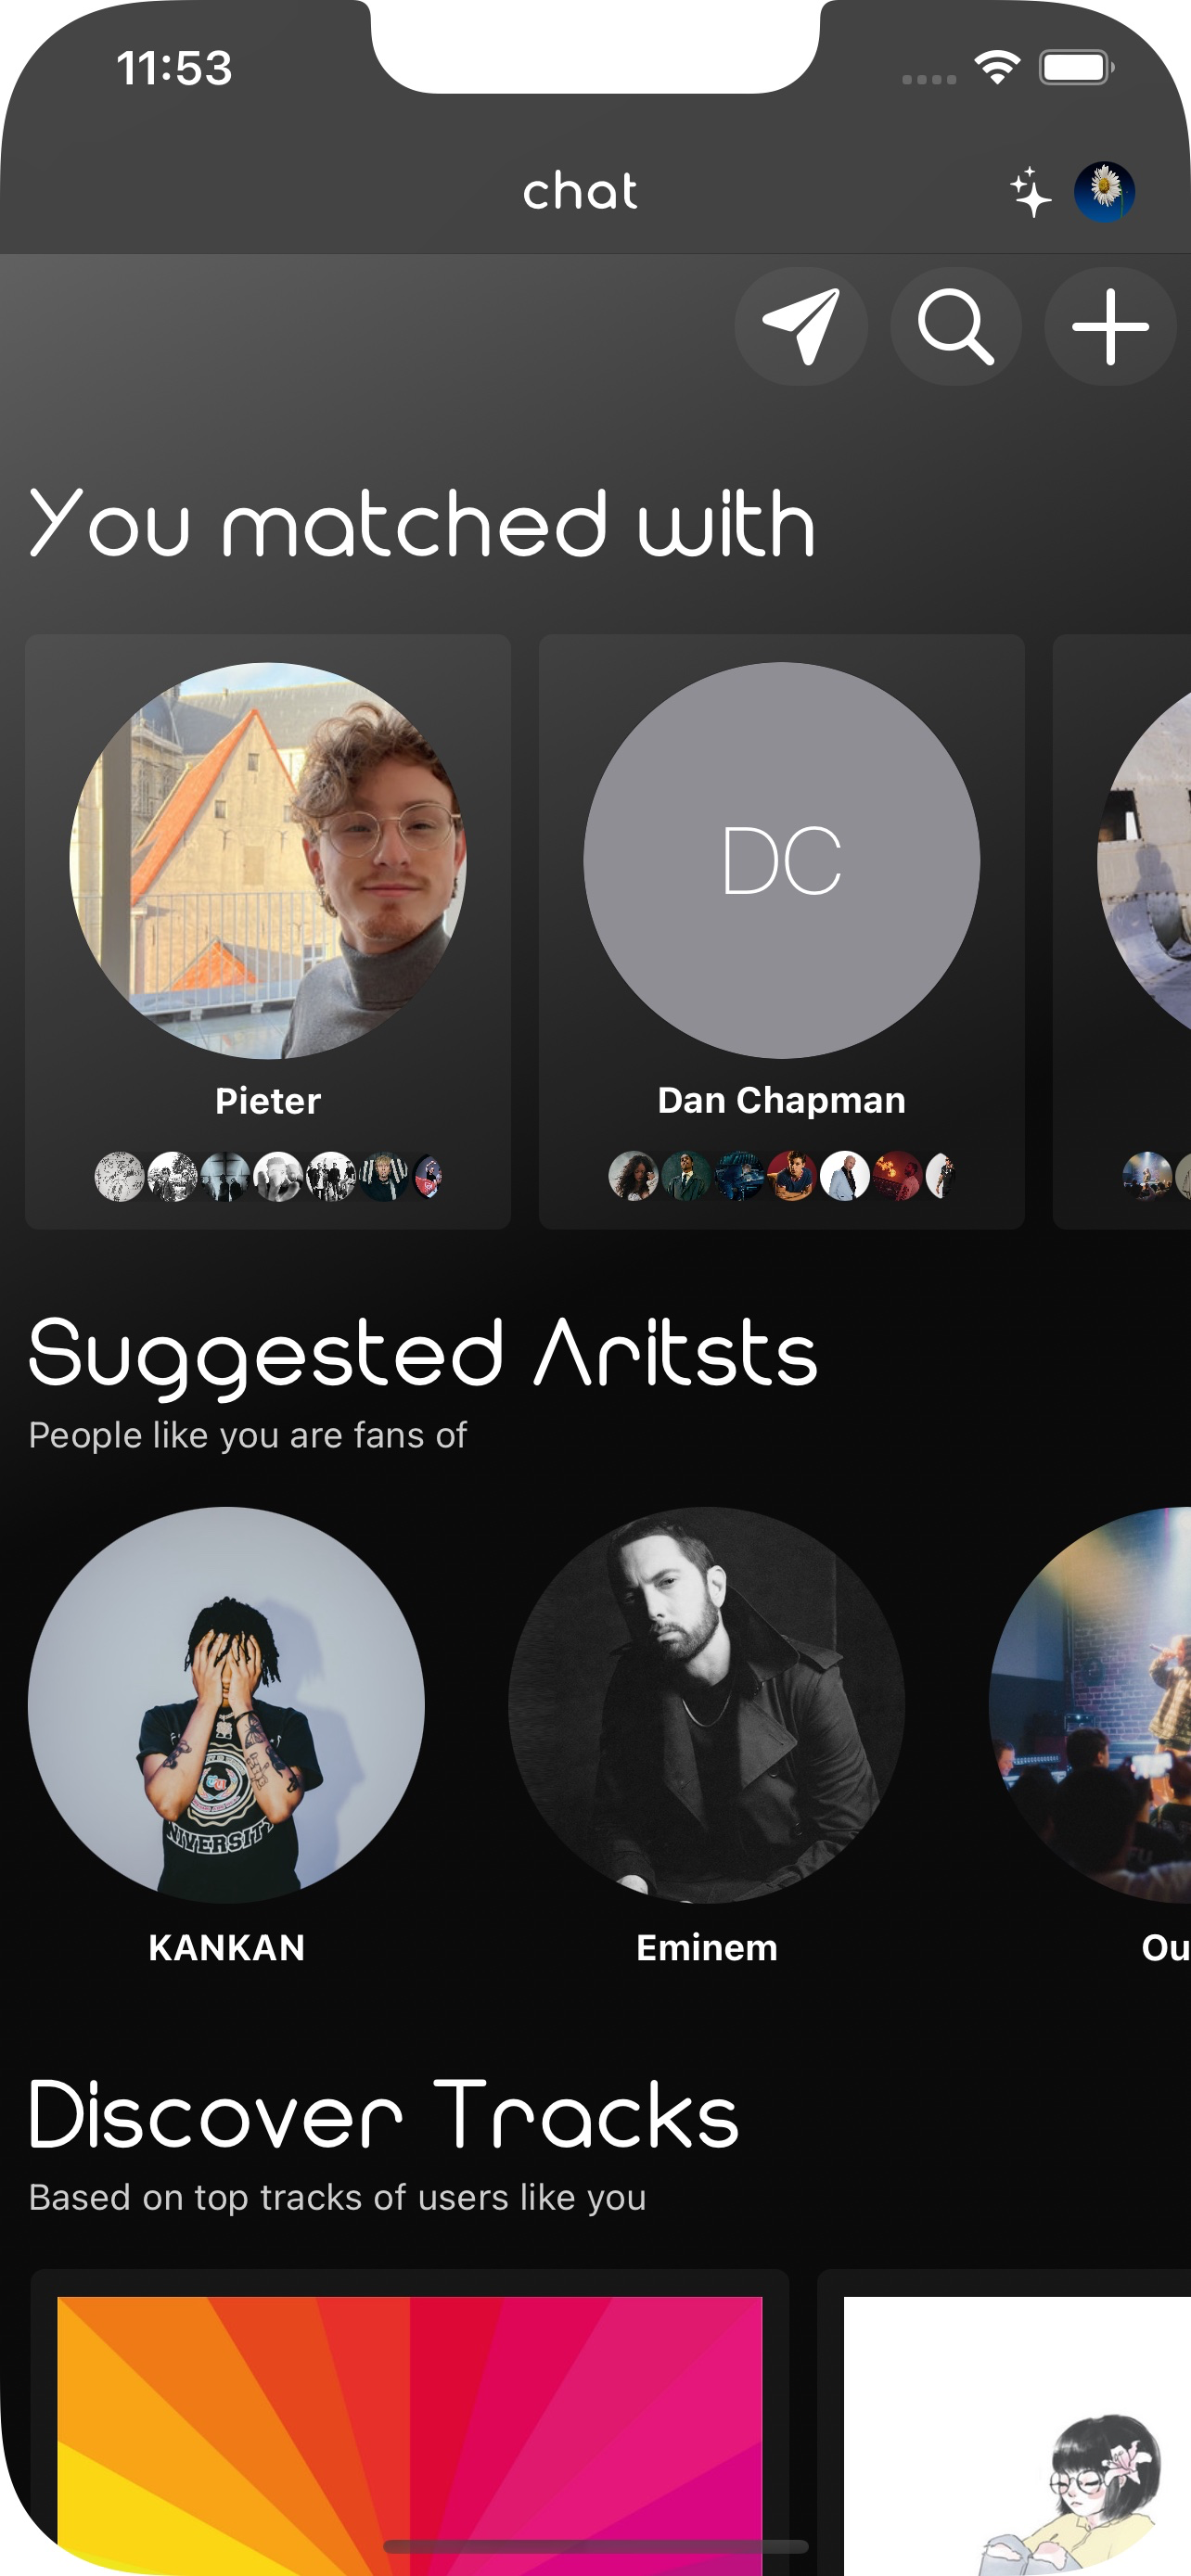 11:53
chat
You matched with
DC
Pieter
Dan Chapman
Suggested Aritsts
People like you are fans of
NIVERSITY
KANKAN
Eminem
Ou
Discover Tracks
Based on top tracks of users like you